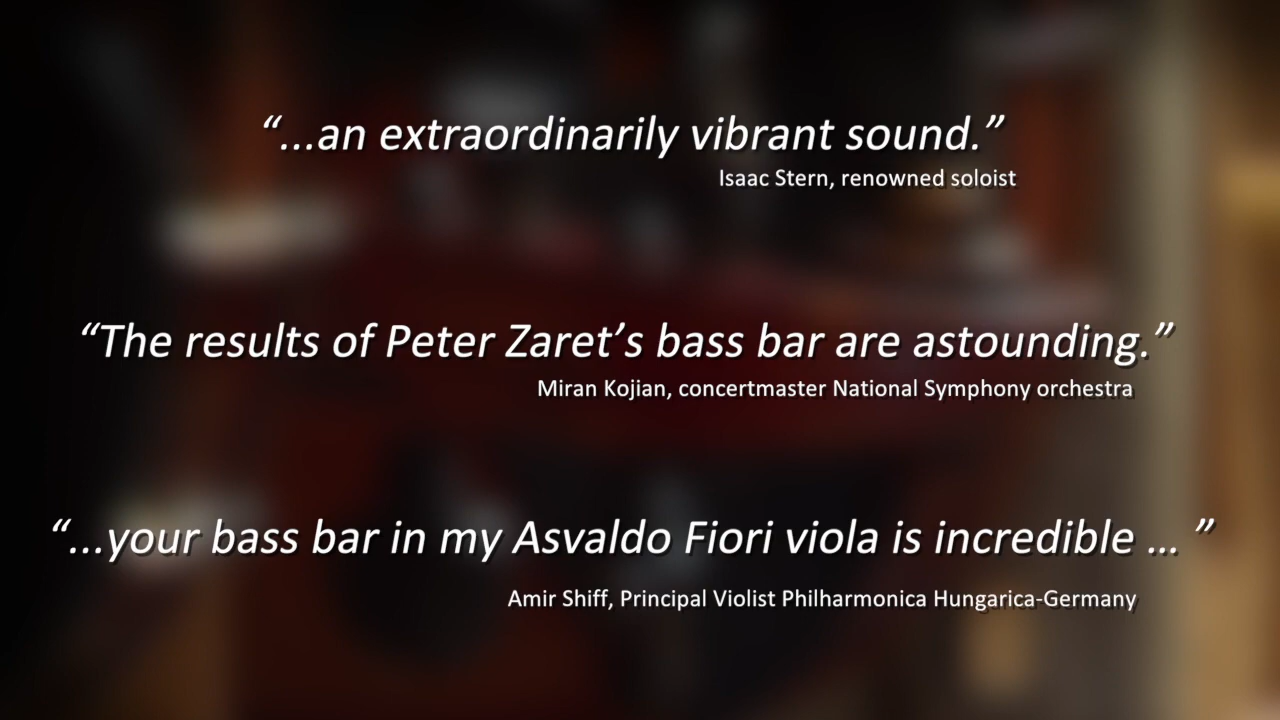 “...an extraordinarily vibrant sound.”
Isaac Stern, renowned soloist
“The results of Peter Zaret’s bass bar are astounding.”
Miran Kojian, concertmaster National Symphony orchestra
“...your bass bar in my Asvaldo Fiori viola is incredible ... ”
Amir Shiff, Principal Violist Philharmonica Hungarica-Germany